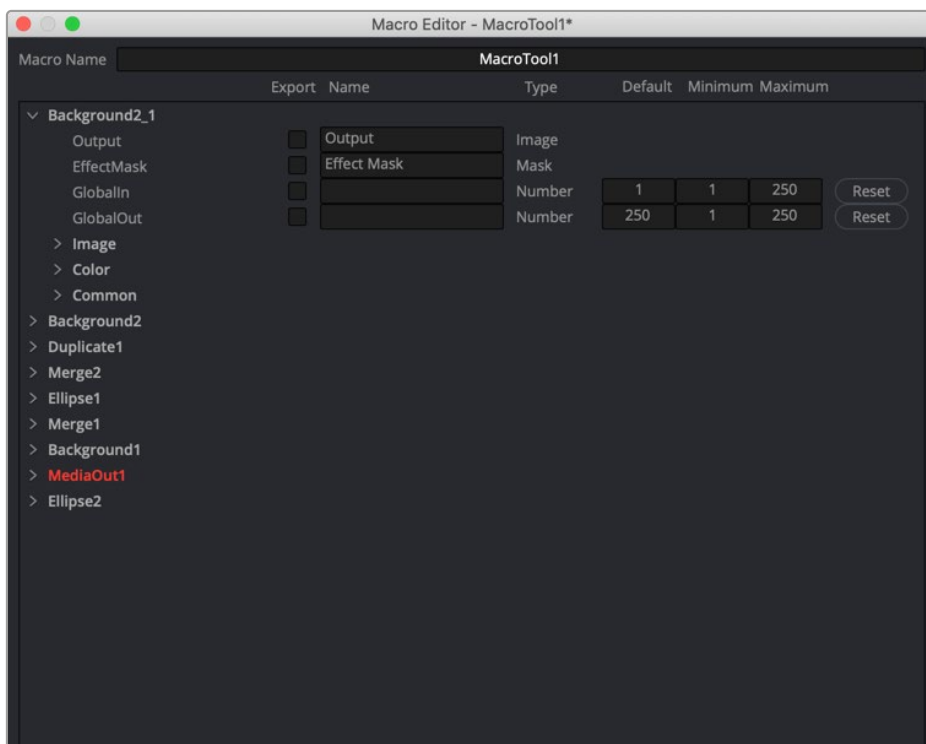 Macro Editor - MacroTool1*
Macro Name MacroTool1
Export Name Type Default Minimum Maximum
Background2_1
Output Output Image
EffectMask Effect Mask Mask
GlobalIn Number 1 1 250 Reset
GlobalOut Number 250 1 250 Reset
Image
Color
Common
Background2
Duplicate1
Merge2
Ellipse1
Merge1
Background1
MediaOut1
Ellipse2